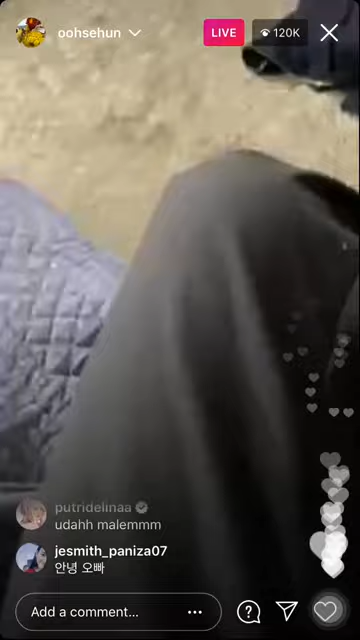 oohsehun
LIVE
120K
putridelinaa
udahh malemmm
jesmith_paniza07
안녕 오빠
Add a comment...